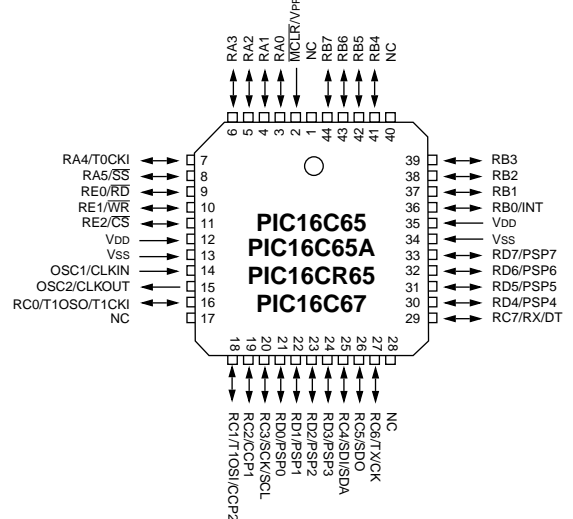 RA3
RA2
RA1
RA0
MCLR/VPP
NC
RB7
RB6
RB5
RB4
NC
6
5
4
3
2
1
44
43
42
41
40
RA4/T0CKI 7
RA5/SS 8
RE0/RD 9
RE1/WR 10
RE2/CS 11
VDD 12
VSS 13
OSC1/CLKIN 14
OSC2/CLKOUT 15
RC0/T1OSO/T1CKI 16
NC 17
PIC16C65
PIC16C65A
PIC16CR65
PIC16C67
39 RB3
38 RB2
37 RB1
36 RB0/INT
35 VDD
34 VSS
33 RD7/PSP7
32 RD6/PSP6
31 RD5/PSP5
30 RD4/PSP4
29 RC7/RX/DT
18
19
20
21
22
23
24
25
26
27
28
RC1/T1OSI/CCP2
RC2/CCP1
RC3/SCK/SCL
RD0/PSP0
RD1/PSP1
RD2/PSP2
RD3/PSP3
RC4/SDI/SDA
RC5/SDO
RC6/TX/CK
NC